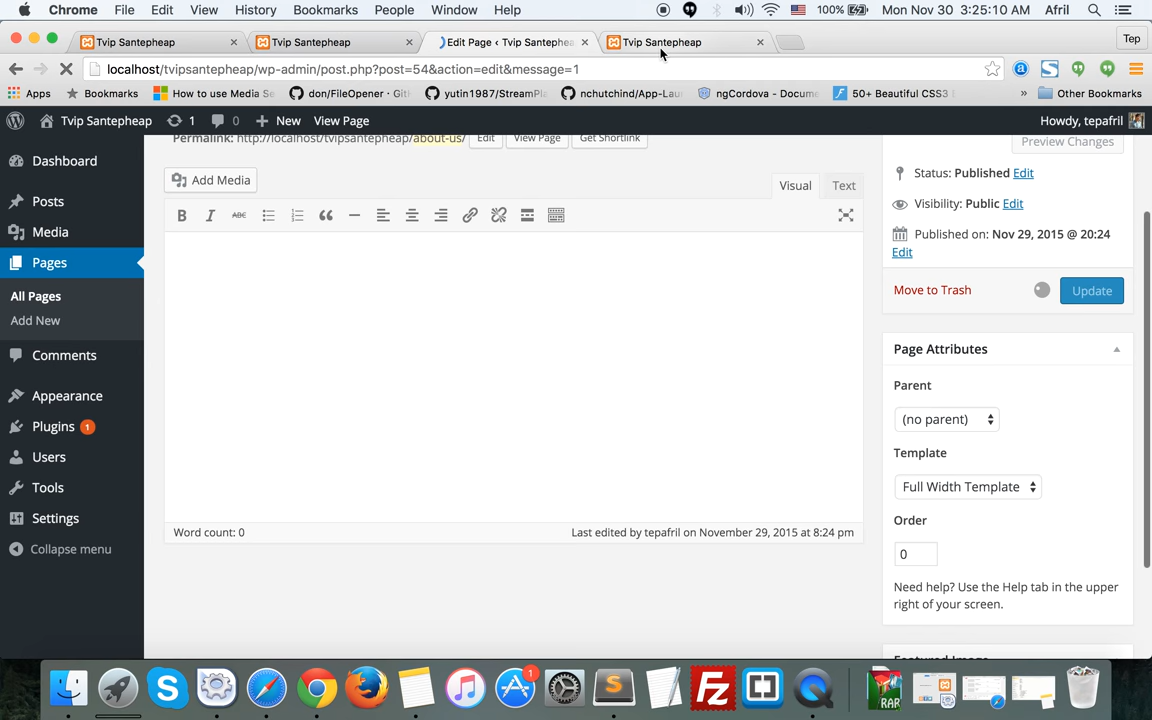 Chrome File Edit View History Bookmarks People Window Help 100% Mon Nov 30 3:25:10 AM Afril
Tvip Santepheap Tvip Santepheap Edit Page ‹ Tvip Santephea Tvip Santepheap Tep
localhost/tvipsantepheap/wp-admin/post.php?post=54&action=edit&message=1
Apps Bookmarks How to use Media Se don/FileOpener · Git yutin1987/StreamPla nchutchind/App-Lau ngCordova - Docume 50+ Beautiful CSS3 » Other Bookmarks
Tvip Santepheap 1 0 New View Page Howdy, tepafril
Permalink: http://localhost/tvipsantepheap/about-us/ Edit View Page Get Shortlink Preview Changes
Dashboard
Posts
Media
Pages
All Pages
Add New
Comments
Appearance
Plugins 1
Users
Tools
Settings
Collapse menu
Add Media Visual Text
B I ABC
Word count: 0 Last edited by tepafril on November 29, 2015 at 8:24 pm
Status: Published Edit
Visibility: Public Edit
Published on: Nov 29, 2015 @ 20:24
Edit
Move to Trash Update
Page Attributes
Parent
(no parent)
Template
Full Width Template
Order
0
Need help? Use the Help tab in the upper
right of your screen.
Featured Image
1
RAR